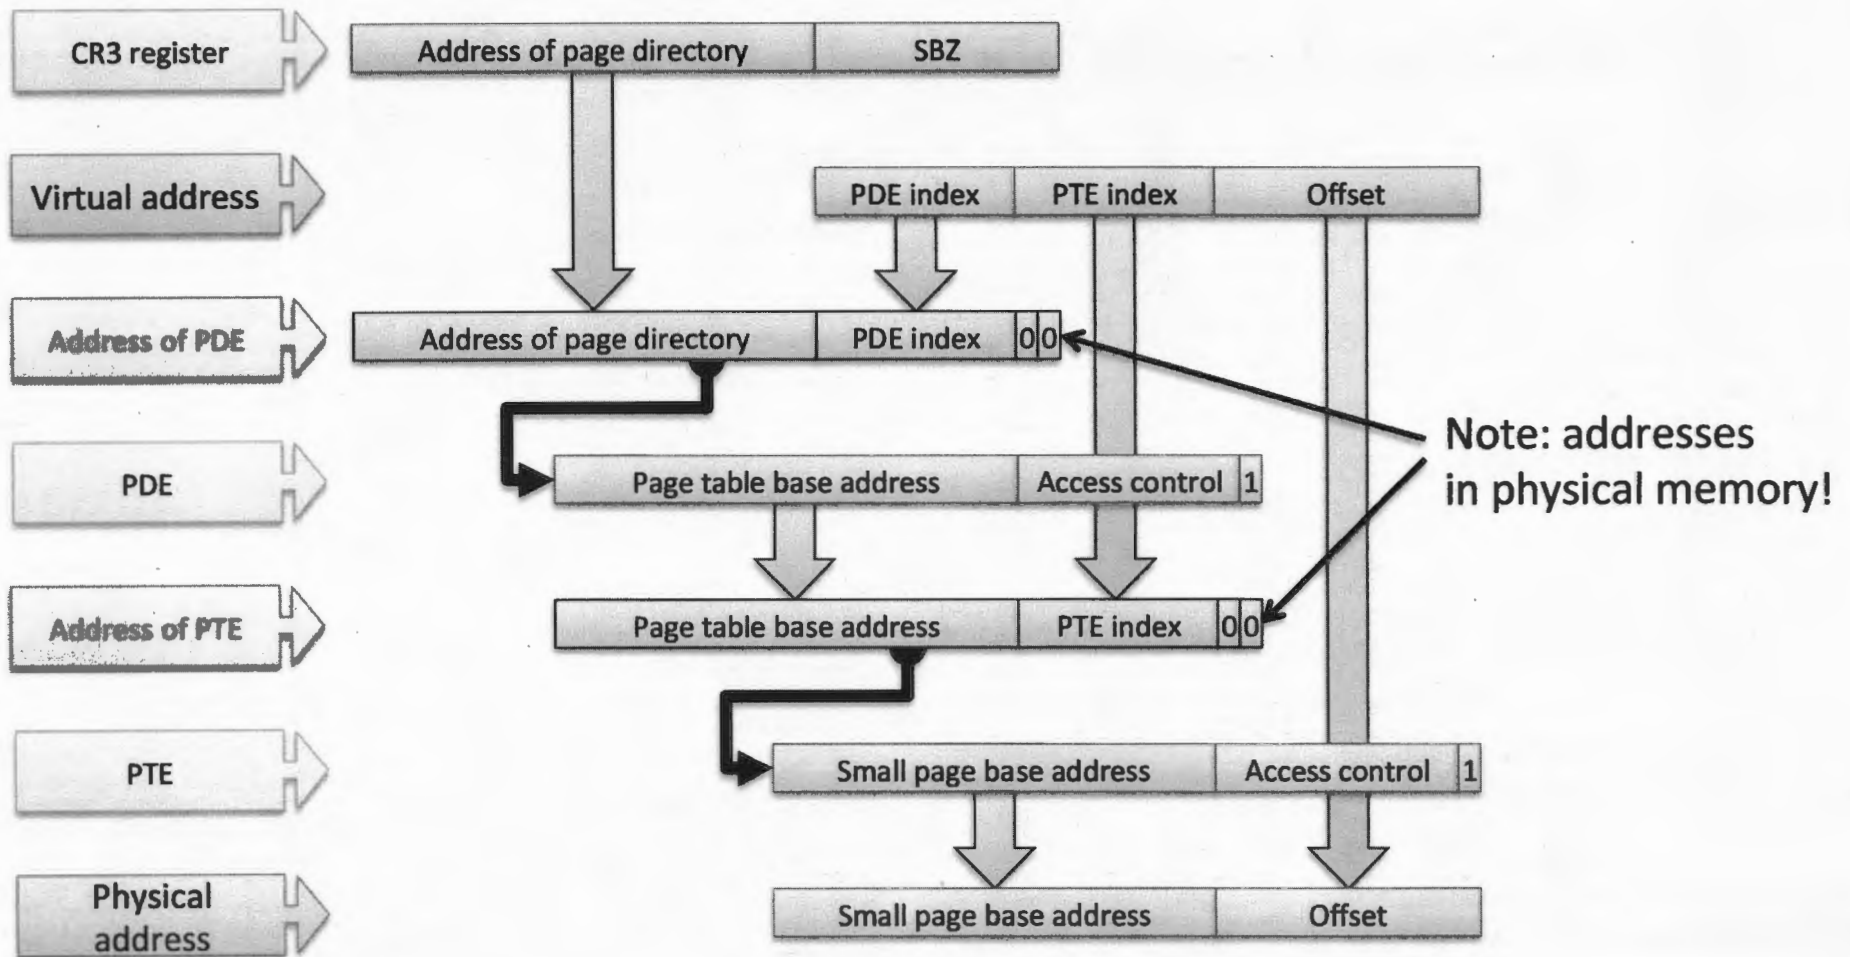 CR3 register
Address of page directory SBZ
Virtual address
PDE index PTE index Offset
Address of PDE
Address of page directory PDE index 0 0
Note: addresses
in physical memory!
PDE
Page table base address Access control 1
Address of PTE
Page table base address PTE index 0 0
PTE
Small page base address Access control 1
Physical
address
Small page base address Offset